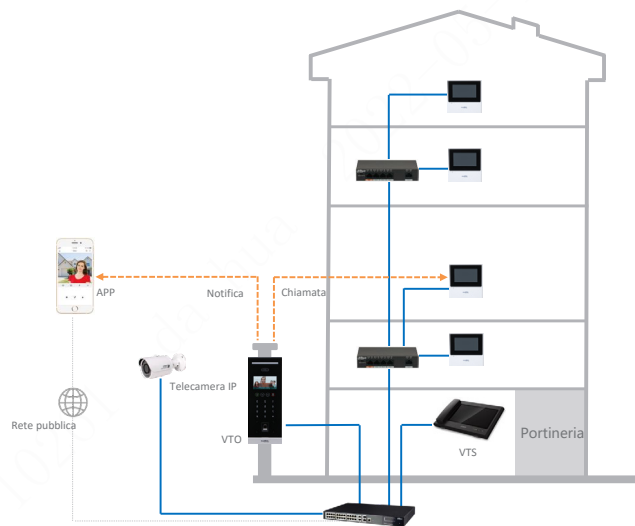 APP
Notifica
Chiamata
Telecamera IP
Rete pubblica
VTO
VTS
Portineria